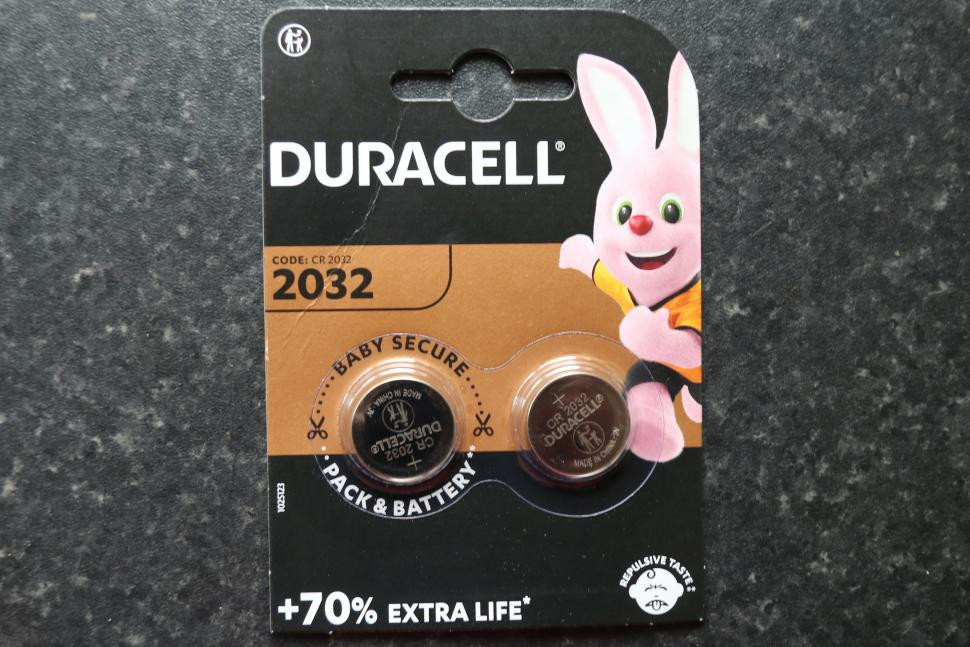 DURACELL®
CODE: CR 2032
2032
BABY SECURE
PACK & BATTERY**
MADE IN CHINA
DURACELL®
CR 2032
+
+
CR 2032
DURACELL®
MADE IN CHINA
1025123
REPULSIVE TASTE**
+70% EXTRA LIFE*